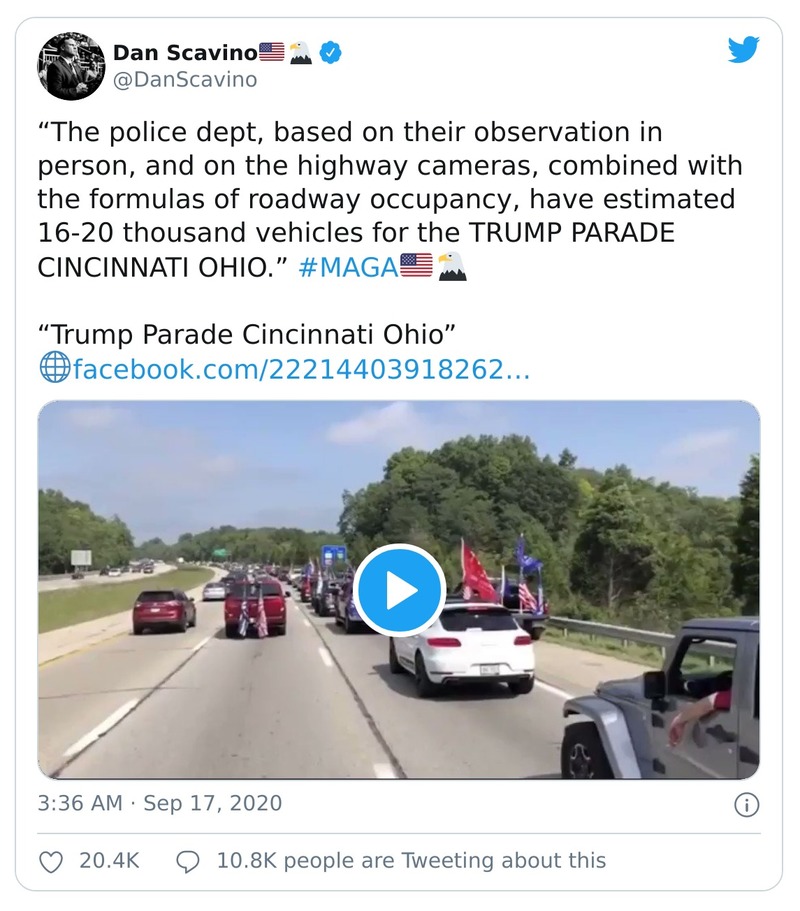 Dan Scavino🇺🇸🦅
@DanScavino
“The police dept, based on their observation in
person, and on the highway cameras, combined with
the formulas of roadway occupancy, have estimated
16-20 thousand vehicles for the TRUMP PARADE
CINCINNATI OHIO.” #MAGA🇺🇸🦅
“Trump Parade Cincinnati Ohio”
🌐facebook.com/22214403918262…
3:36 AM · Sep 17, 2020
20.4K 10.8K people are Tweeting about this